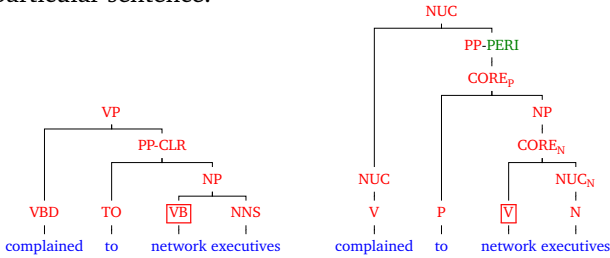 particular sentence.
VP
PP-CLR
NP
VBD TO VB NNS
complained to network executives
NUC
PP-PERI
CORE_P
NP
CORE_N
NUC NUC_N
V P V N
complained to network executives